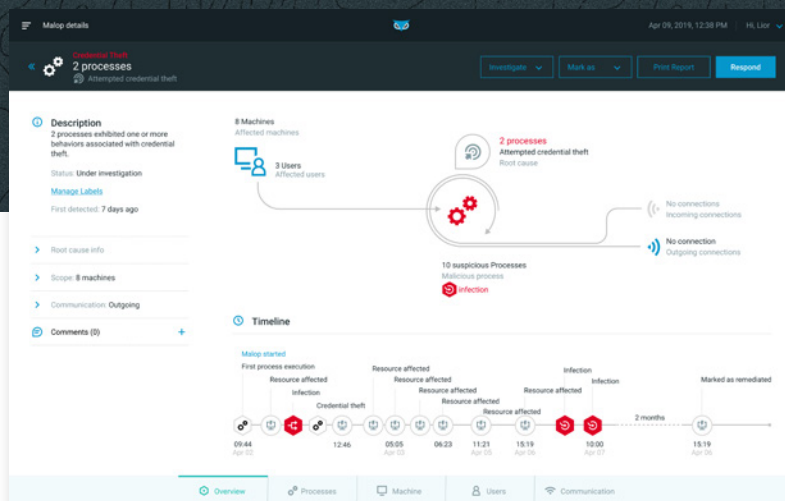 Malop details
Apr 09, 2019, 12:38 PM
Hi, Lior
Credential Theft
2 processes
Attempted credential theft
Investigate
Mark as
Print Report
Respond
Description
2 processes exhibited one or more
behaviors associated with credential
theft.
Status: Under investigation
Manage Labels
First detected: 7 days ago
Root cause info
Scope: 8 machines
Communication: Outgoing
Comments (0)
8 Machines
Affected machines
3 Users
Affected users
2 processes
Attempted credential theft
Root cause
No connections
Incoming connections
No connection
Outgoing connections
10 suspicious Processes
Malicious process
Infection
Timeline
Malop started
First process execution
Resource affected
Infection
Credential theft
Resource affected
Resource affected
Resource affected
Resource affected
Resource affected
Resource affected
Infection
Infection
Marked as remediated
2 months
09:44
Apr 02
12:46
05:05
Apr 03
06:23
11:21
Apr 05
15:19
Apr 06
10:00
Apr 07
15:19
Apr 06
Overview
Processes
Machine
Users
Communication